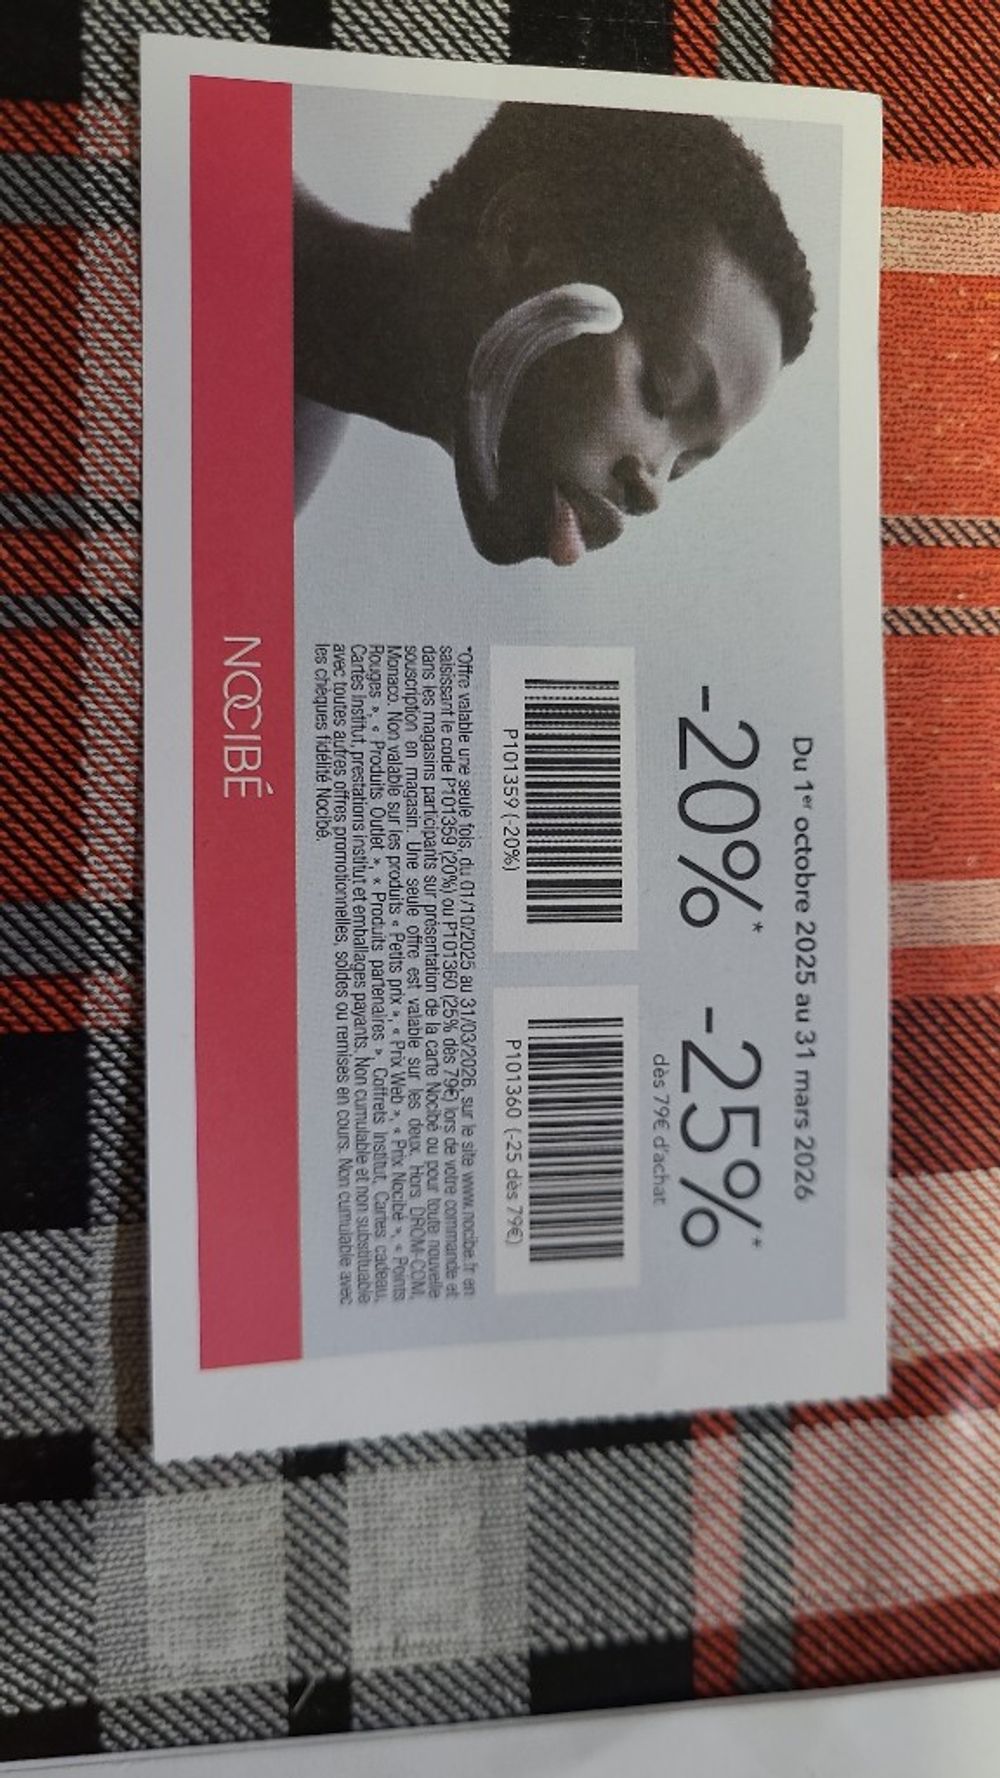 Du 1er octobre 2025 au 31 mars 2026
-20%* -25%*
dès 79€ d'achat
P101359 (-20%)
P101360 (-25 dès 79€)
*Offre valable une seule fois, du 01/10/2025 au 31/03/2026, sur le site www.nocibe.fr en
saisissant le code P101359 (20%) ou P101360 (25% dès 79€) lors de votre commande et
dans les magasins participants sur présentation de la carte Nocibé ou pour toute nouvelle
souscription en magasin. Une seule offre est valable sur les deux. Hors DROM-COM,
Monaco. Non valable sur les produits « Petits prix », « Prix Web », « Prix Nocibé », « Points
Rouges », « Produits Outlet », « Produits partenaires », Coffrets Institut, Cartes cadeau,
Cartes Institut, prestations institut et emballages payants. Non cumulable et non substituable
avec toutes autres offres promotionnelles, soldes ou remises en cours. Non cumulable avec
les chèques fidélité Nocibé.
NOCIBÉ